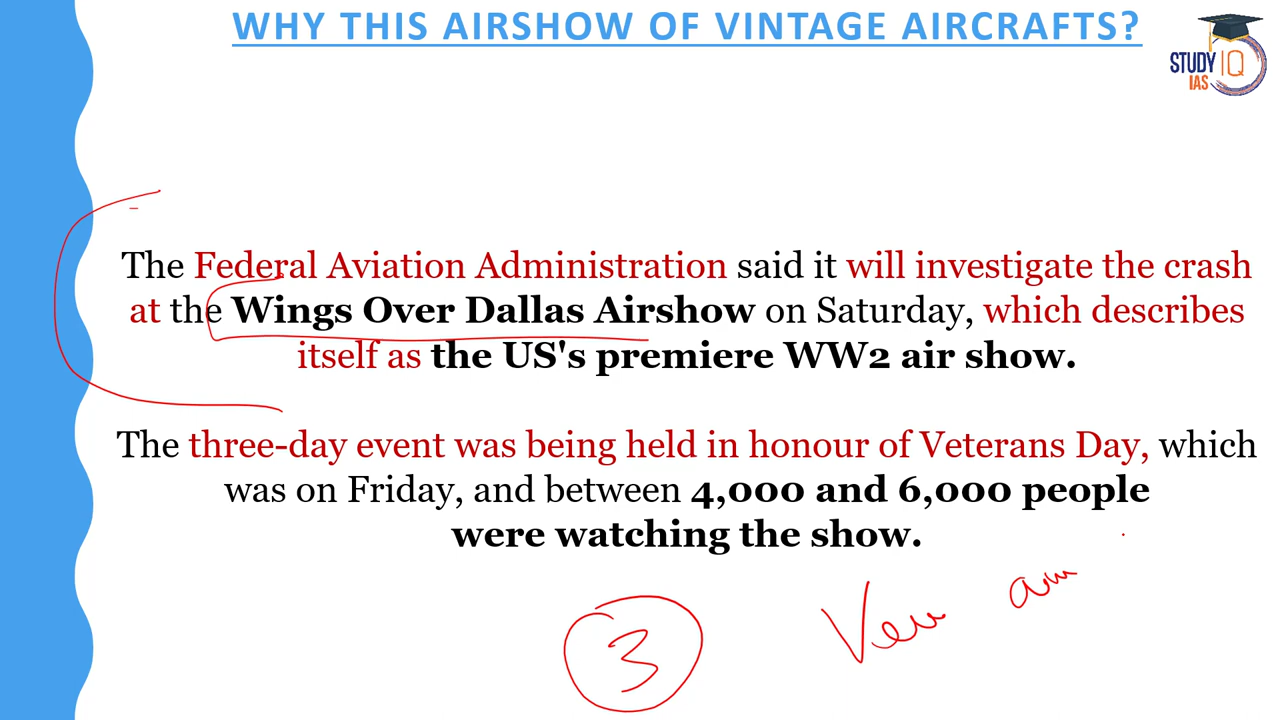 WHY THIS AIRSHOW OF VINTAGE AIRCRAFTS?
STUDY IQ
IAS
The Federal Aviation Administration said it will investigate the crash
at the Wings Over Dallas Airshow on Saturday, which describes
itself as the US's premiere WW2 air show.
The three-day event was being held in honour of Veterans Day, which
was on Friday, and between 4,000 and 6,000 people
were watching the show.
3